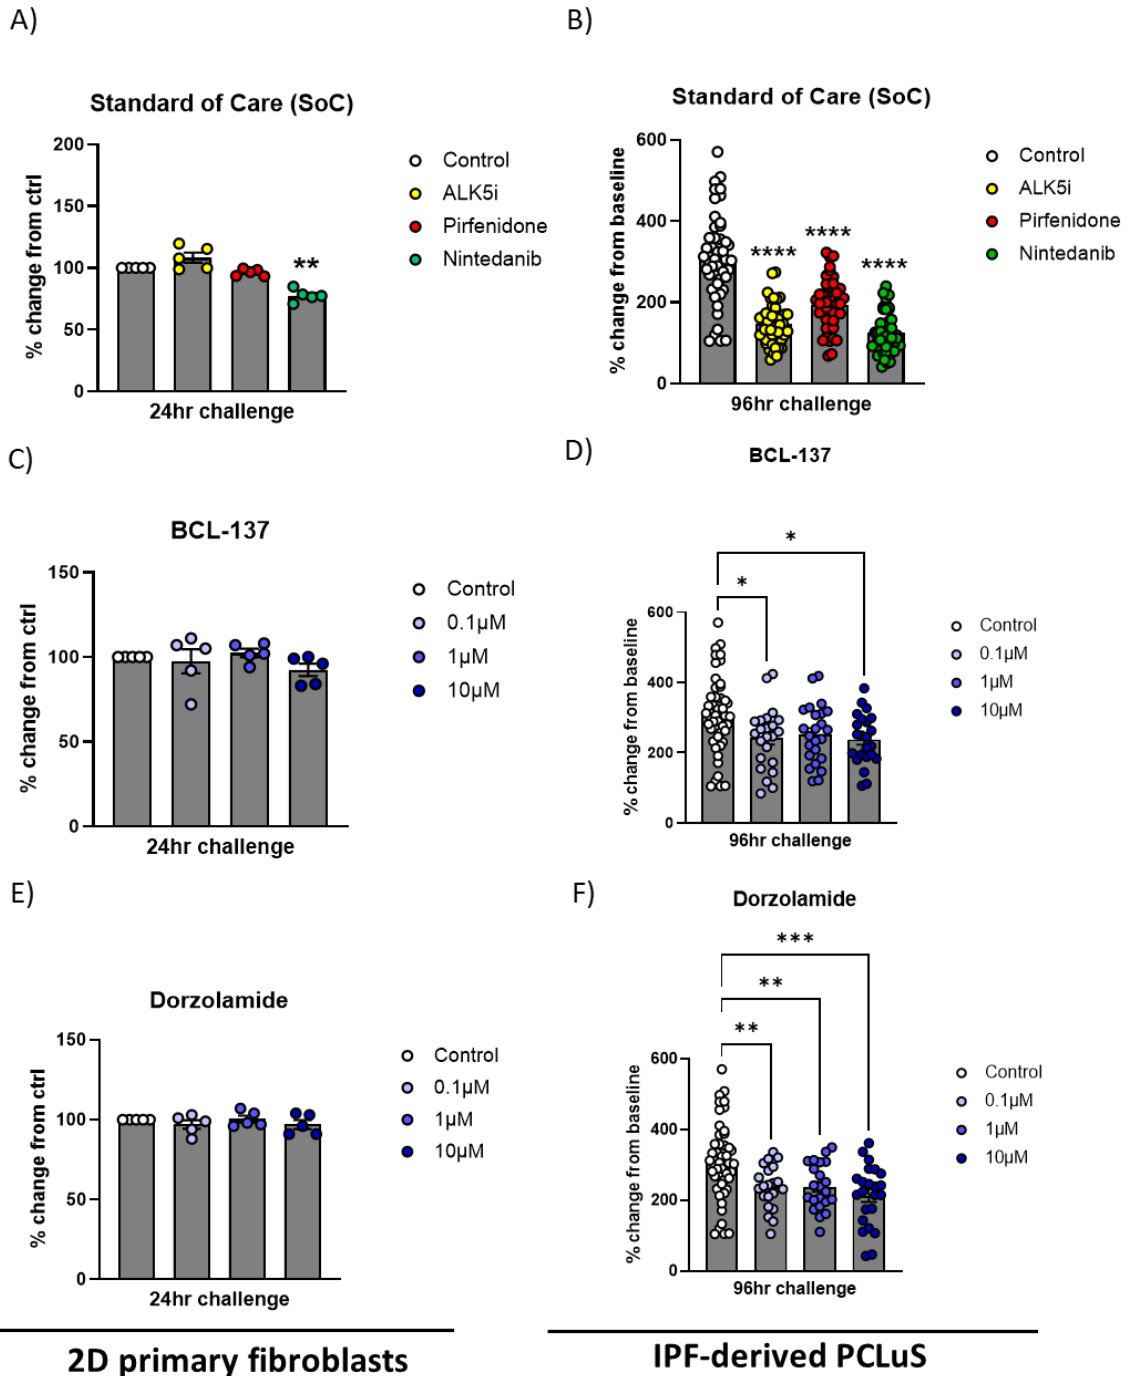 A)
Standard of Care (SoC)
% change from ctrl
200
150
100
50
0
**
24hr challenge
Control
ALK5i
Pirfenidone
Nintedanib
B)
Standard of Care (SoC)
% change from baseline
600
400
200
0
****
****
****
96hr challenge
Control
ALK5i
Pirfenidone
Nintedanib
C)
BCL-137
% change from ctrl
150
100
50
0
24hr challenge
Control
0.1µM
1µM
10µM
D)
BCL-137
*
*
% change from baseline
600
400
200
0
96hr challenge
Control
0.1µM
1µM
10µM
E)
Dorzolamide
% change from ctrl
150
100
50
0
24hr challenge
Control
0.1µM
1µM
10µM
F)
Dorzolamide
***
**
**
% change from baseline
600
400
200
0
96hr challenge
Control
0.1µM
1µM
10µM
2D primary fibroblasts
IPF-derived PCLuS